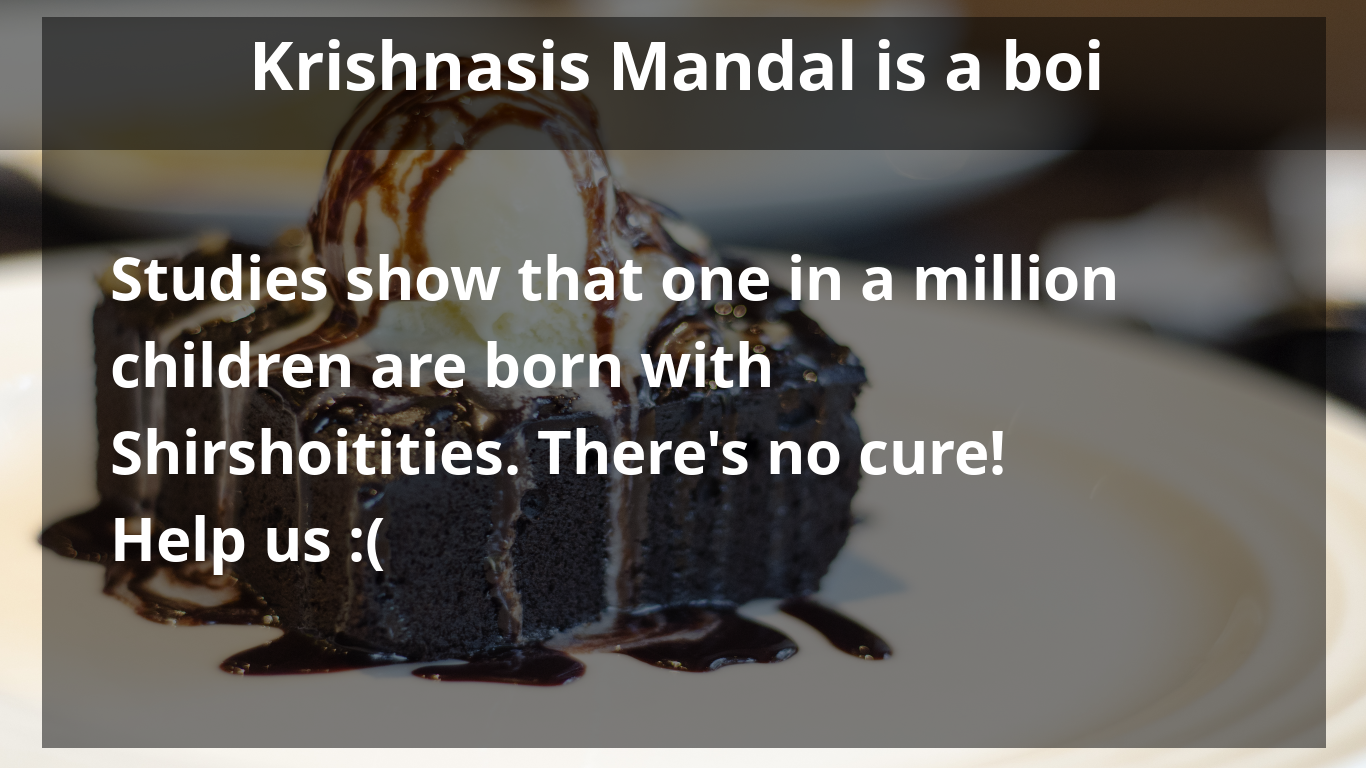 Krishnasis Mandal is a boi
Studies show that one in a million
children are born with
Shirshoitities. There's no cure!
Help us :(